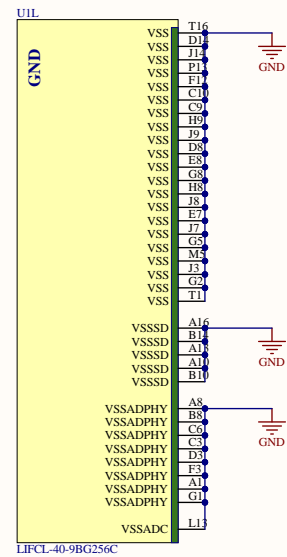 U1L
GND
VSS T16
VSS D14
VSS J14
VSS P11
VSS F11
VSS C10
VSS C9
VSS H9
VSS J9
VSS D8
VSS E8
VSS G8
VSS H8
VSS J8
VSS E7
VSS J7
VSS G5
VSS M5
VSS J3
VSS G2
VSS T1
GND
VSSSD A16
VSSSD B14
VSSSD A13
VSSSD A10
VSSSD B10
GND
VSSADPHY A8
VSSADPHY B8
VSSADPHY C6
VSSADPHY C3
VSSADPHY D3
VSSADPHY F3
VSSADPHY A1
VSSADPHY G1
GND
VSSADC L13
LIFCL-40-9BG256C